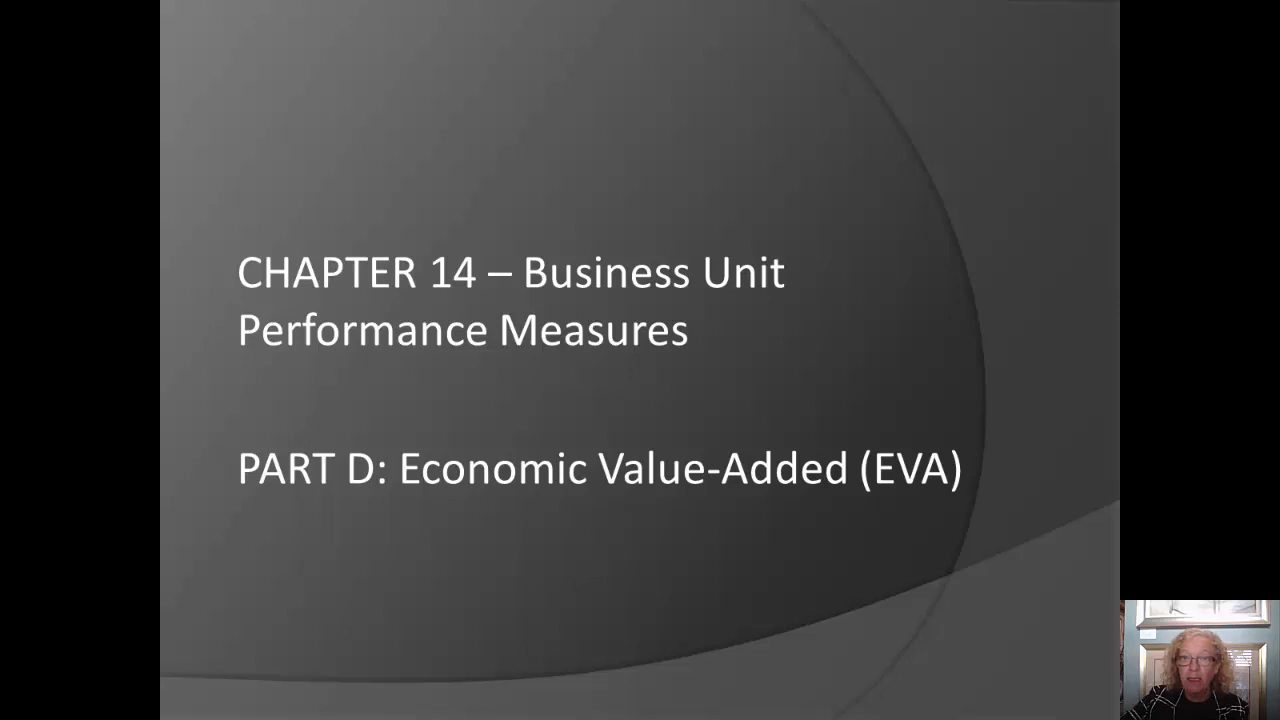 CHAPTER 14 – Business Unit
Performance Measures
PART D: Economic Value-Added (EVA)